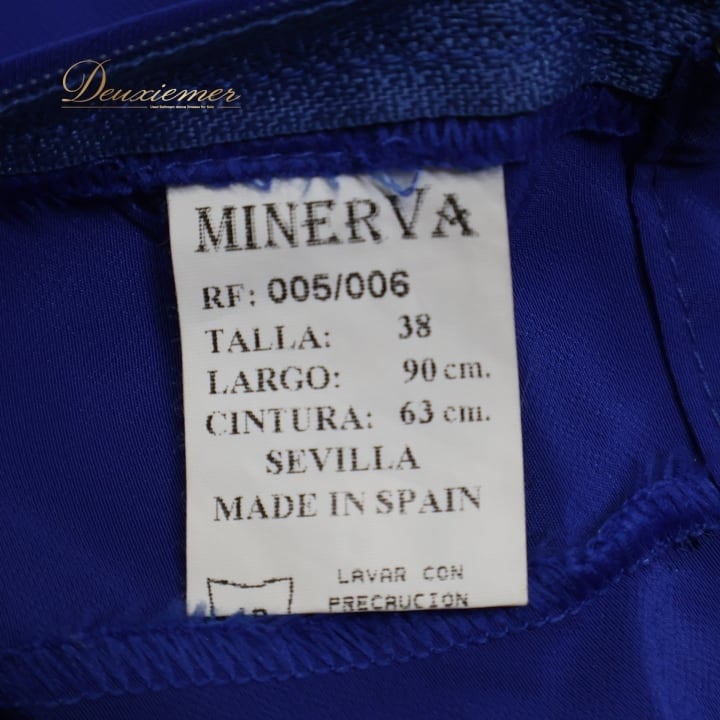 Deuxiemer
MINERVA
RF: 005/006
TALLA: 38
LARGO: 90 cm.
CINTURA: 63 cm.
SEVILLA
MADE IN SPAIN
LAVAR CON
PRECAUCION